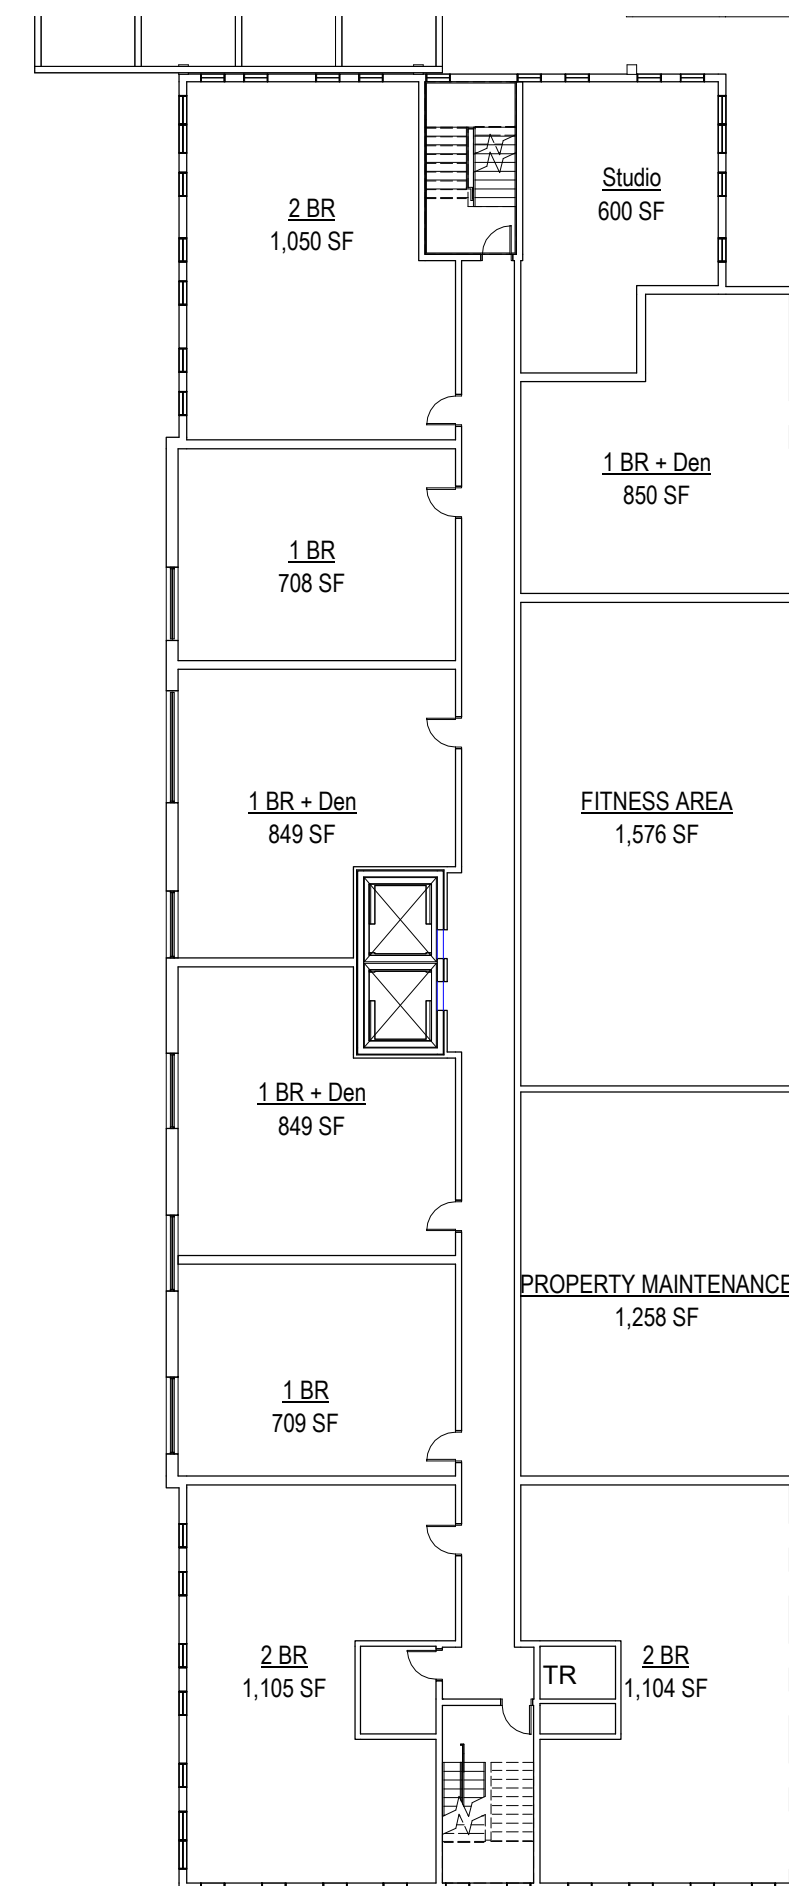 Studio
600 SF
2 BR
1,050 SF
1 BR + Den
850 SF
1 BR
708 SF
1 BR + Den
849 SF
FITNESS AREA
1,576 SF
1 BR + Den
849 SF
PROPERTY MAINTENANCE
1,258 SF
1 BR
709 SF
2 BR
1,105 SF
TR
2 BR
1,104 SF